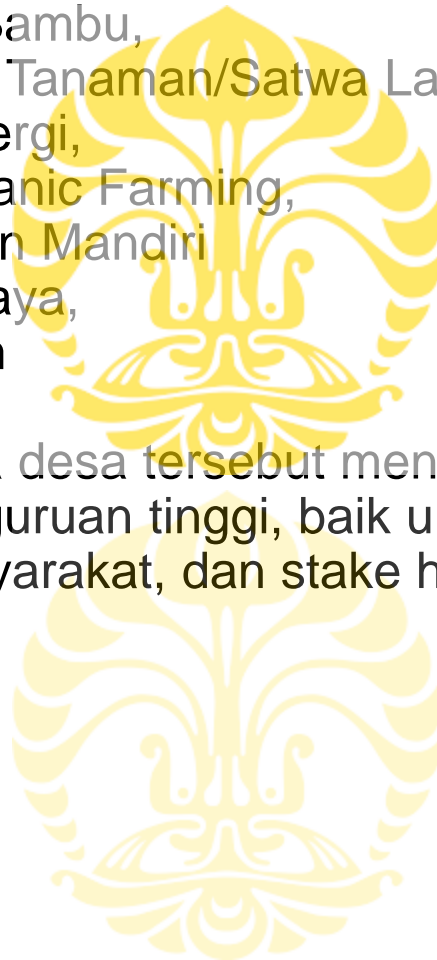 ambu,
Tanaman/Satwa La
ergi,
anic Farming,
n Mandiri
aya,
n
desa tersebut men
guruan tinggi, baik u
yarakat, dan stake h